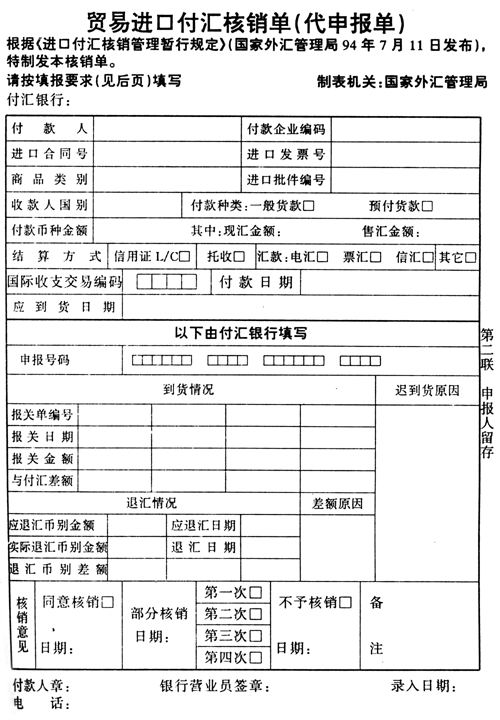 贸易进口付汇核销单(代申报单)
根据《进口付汇核销管理暂行规定》(国家外汇管理局94年7月11日发布),
特制发本核销单。
请按填报要求(见后页)填写 制表机关:国家外汇管理局
付汇银行:
付款人 付款企业编码
进口合同号 进口发票号
商品类别 进口批件编号
收款人国别 付款种类:一般货款□ 预付货款□
付款币种金额 其中:现汇金额: 售汇金额:
结算方式 信用证L/C□ 托收□ 汇款:电汇□ 票汇□ 信汇□ 其它□
国际收支交易编码 □□□□ 付款日期
应到货日期
以下由付汇银行填写
申报号码 □□□□□□ □□□□ □□ □□□□□□ □□□□
到货情况 迟到货原因
报关单编号
报关日期
报关金额
与付汇差额
退汇情况 差额原因
应退汇币别金额 应退汇日期
实际退汇币别金额 退汇日期
退汇币别差额
核销意见
同意核销□
日期:
部分核销
日期:
第一次□
第二次□
第三次□
第四次□
不予核销□
日期:
备
注
第二联 申报人留存
付款人章: 银行营业员签章: 录入日期:
电话: